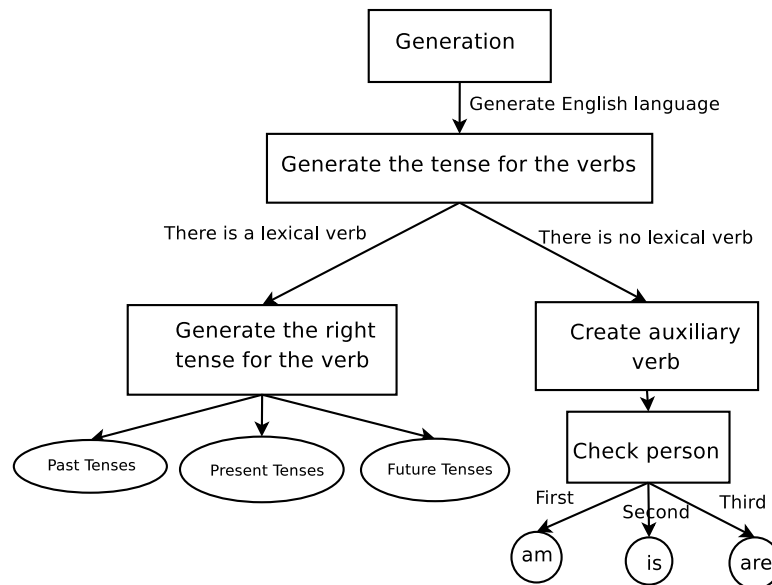 Generation
Generate English language
Generate the tense for the verbs
There is a lexical verb
There is no lexical verb
Generate the right
tense for the verb
Create auxiliary
verb
Past Tenses
Present Tenses
Future Tenses
Check person
First
Second
Third
am
is
are